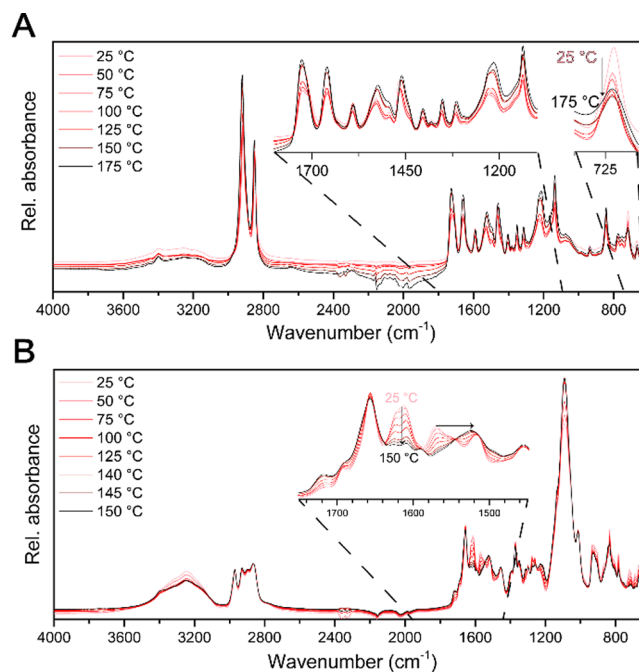 A
25 °C
50 °C
75 °C
100 °C
125 °C
150 °C
175 °C
25 °C
175 °C
1700 1450 1200
725
Rel. absorbance
4000 3600 3200 2800 2400 2000 1600 1200 800
Wavenumber (cm-1)
B
25 °C
50 °C
75 °C
100 °C
125 °C
140 °C
145 °C
150 °C
25 °C
150 °C
1700 1600 1500
Rel. absorbance
4000 3600 3200 2800 2400 2000 1600 1200 800
Wavenumber (cm-1)